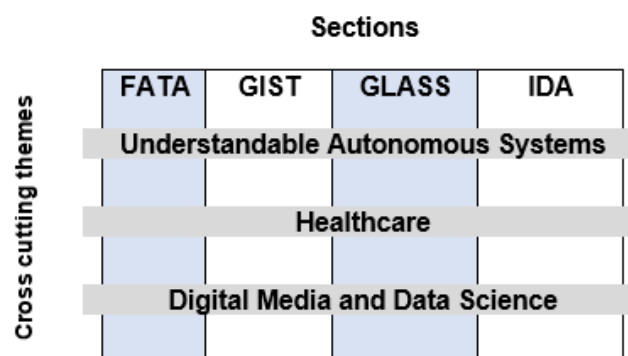 Sections
FATA GIST GLASS IDA
Cross cutting themes
Understandable Autonomous Systems
Healthcare
Digital Media and Data Science